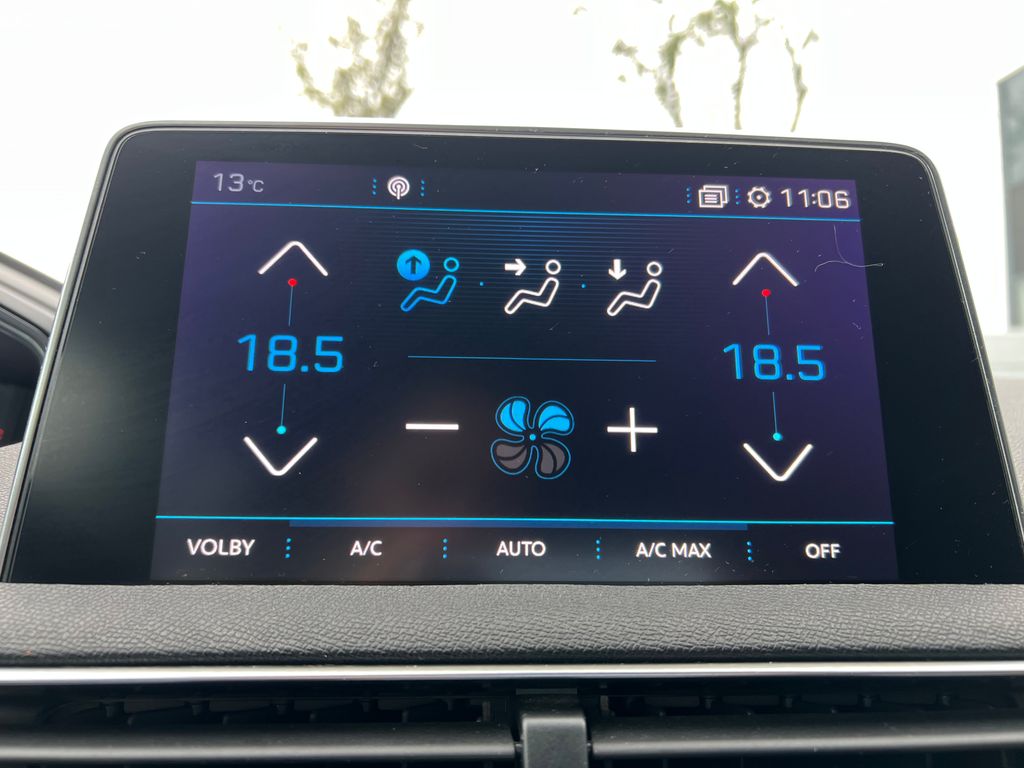 13°C 11:06
18.5 18.5
VOLBY A/C AUTO A/C MAX OFF